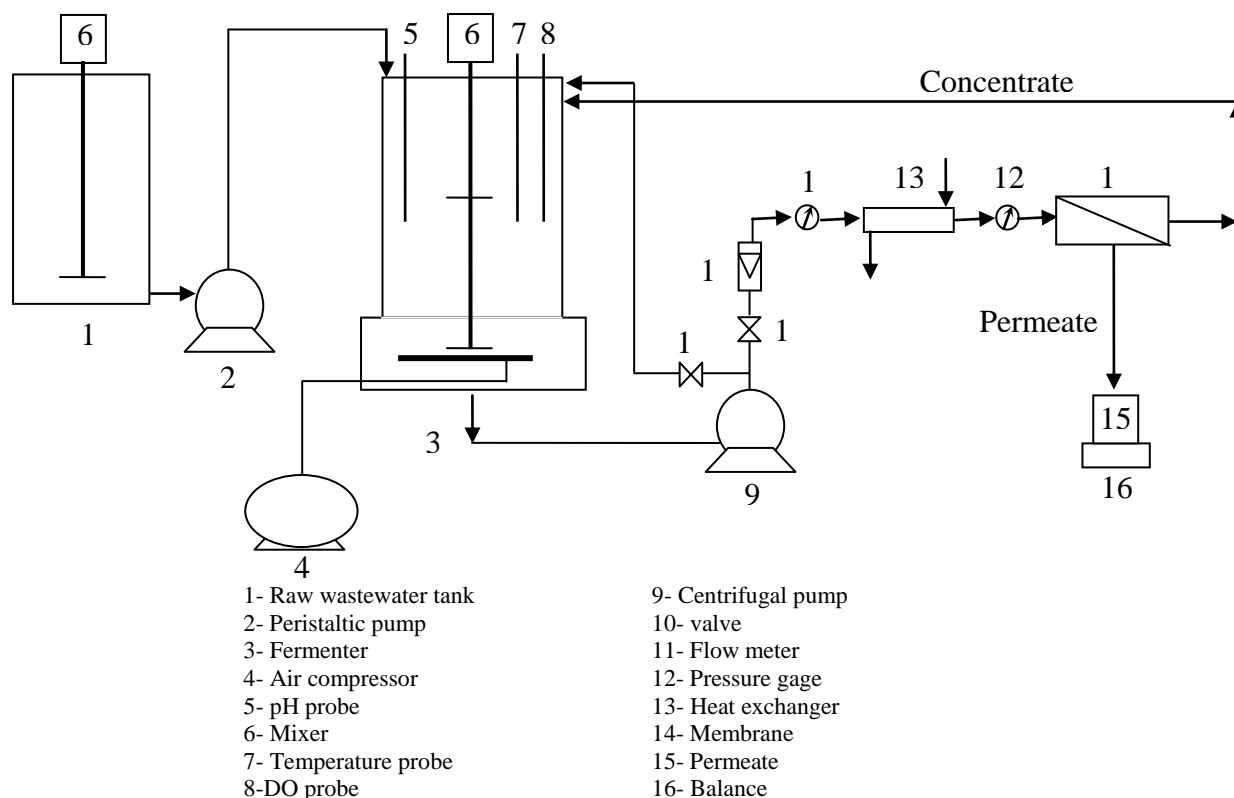 6
5
6
7
8
Concentrate
1
13
12
1
1
1
1
Permeate
1
2
3
9
15
16
4
1- Raw wastewater tank
2- Peristaltic pump
3- Fermenter
4- Air compressor
5- pH probe
6- Mixer
7- Temperature probe
8-DO probe
9- Centrifugal pump
10- valve
11- Flow meter
12- Pressure gage
13- Heat exchanger
14- Membrane
15- Permeate
16- Balance